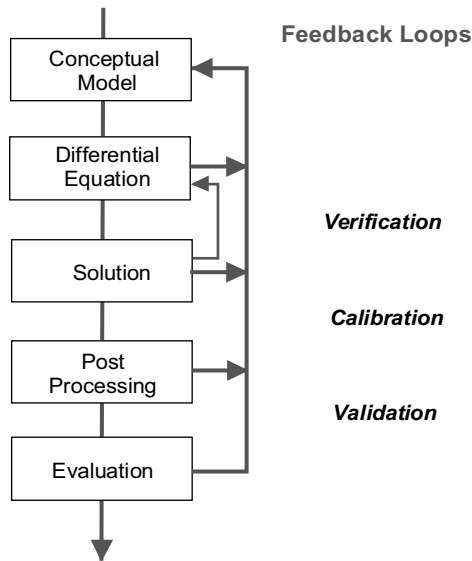 Feedback Loops
Conceptual
Model
Differential
Equation
Verification
Solution
Calibration
Post
Processing
Validation
Evaluation